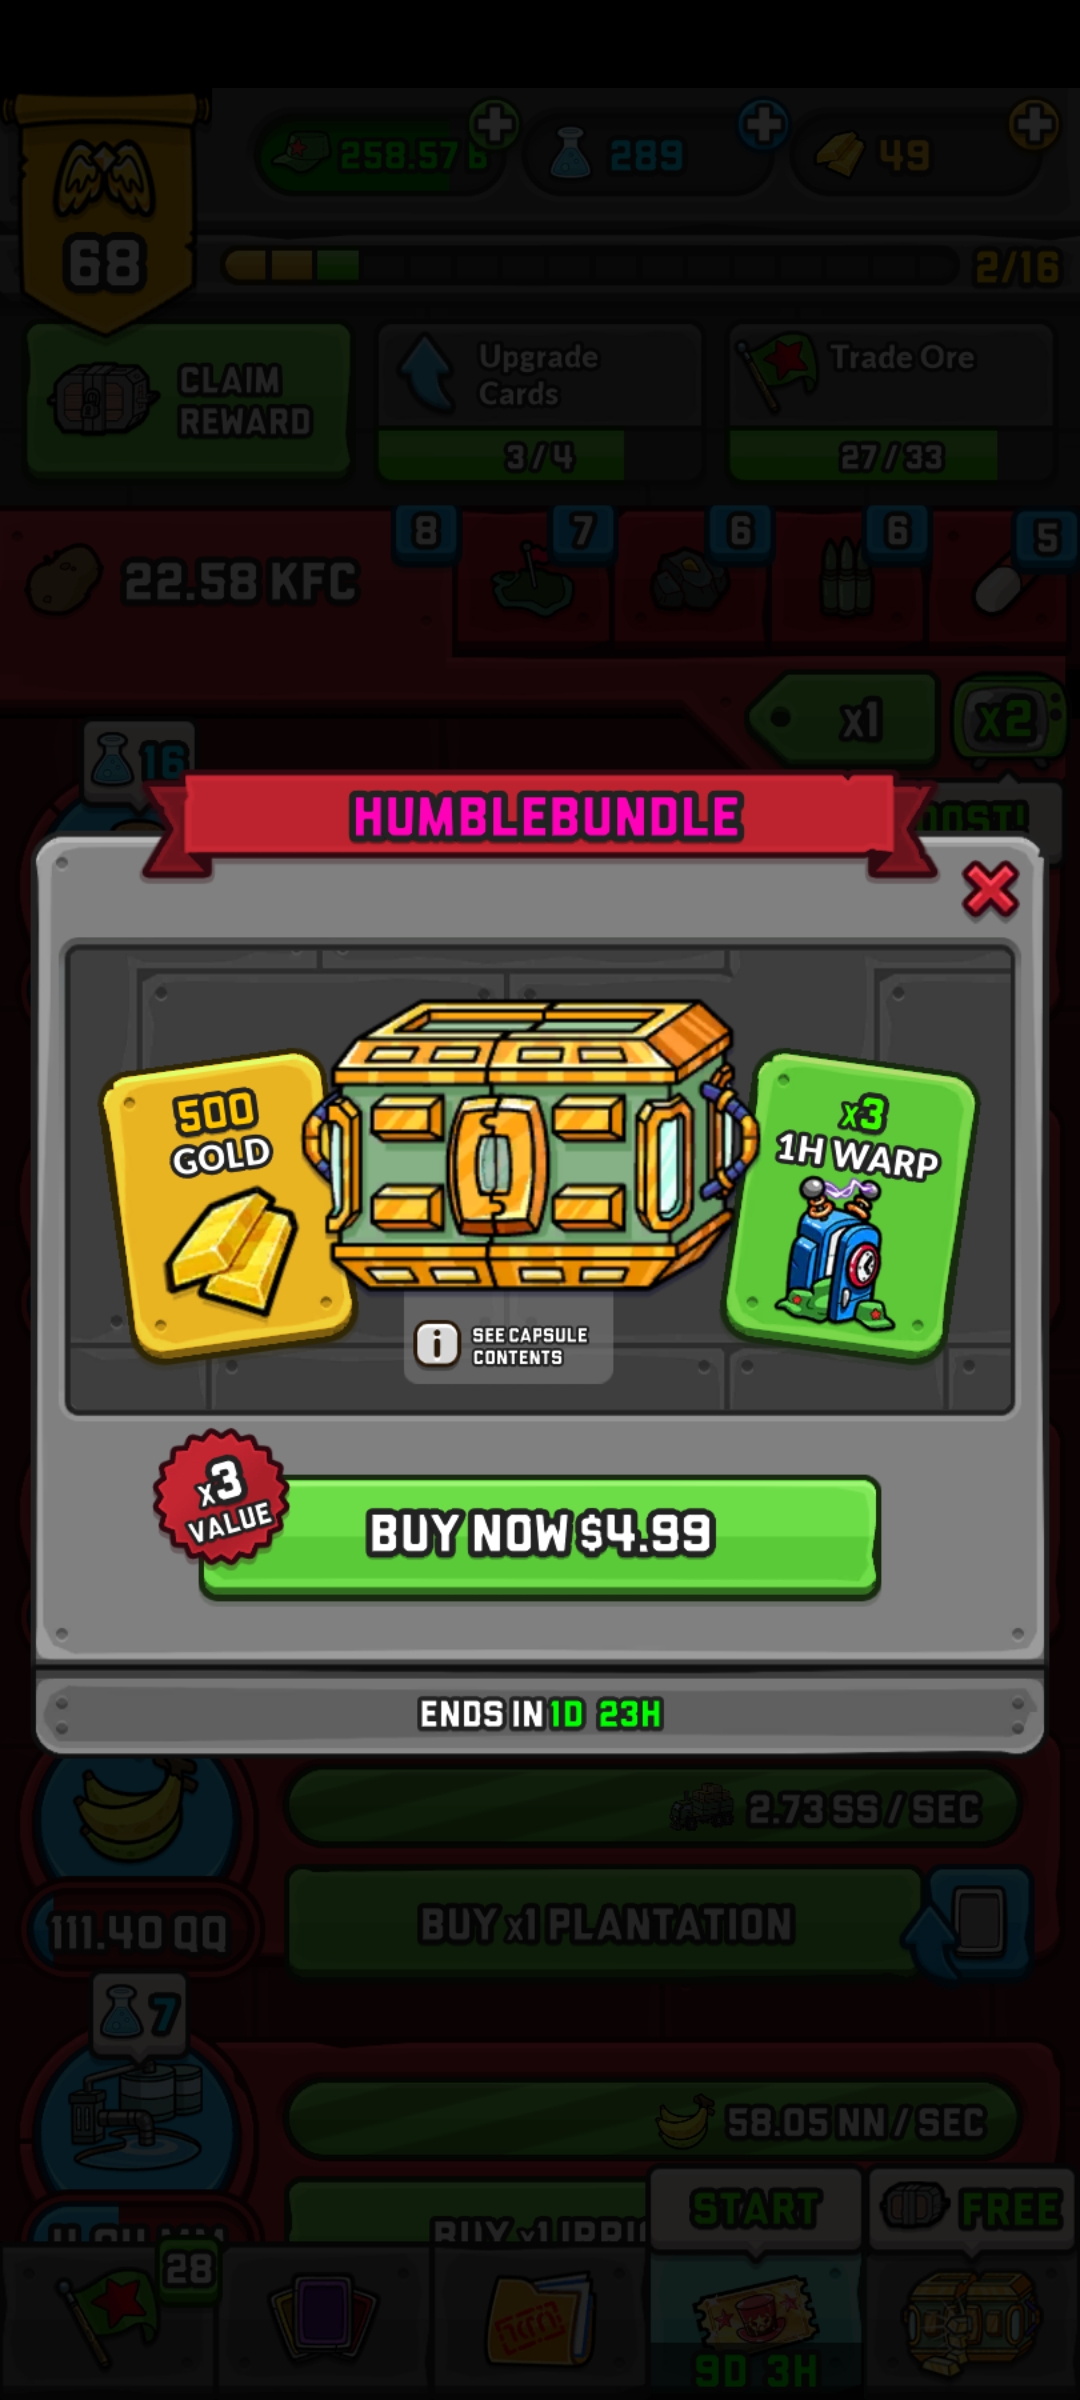 258.57 B
289
49
68
2/16
CLAIM
REWARD
Upgrade
Cards
3/4
Trade Ore
27/33
22.58 KFC
8
7
6
6
5
x1
x2
16
HUMBLEBUNDLE
500
GOLD
x3
1H WARP
i
SEE CAPSULE
CONTENTS
x3
VALUE
BUY NOW $4.99
ENDS IN 1D 23H
2.73 SS / SEC
111.40 QQ
BUY x1 PLANTATION
7
58.05 NN / SEC
BUY x1
START
FREE
28
9D 3H